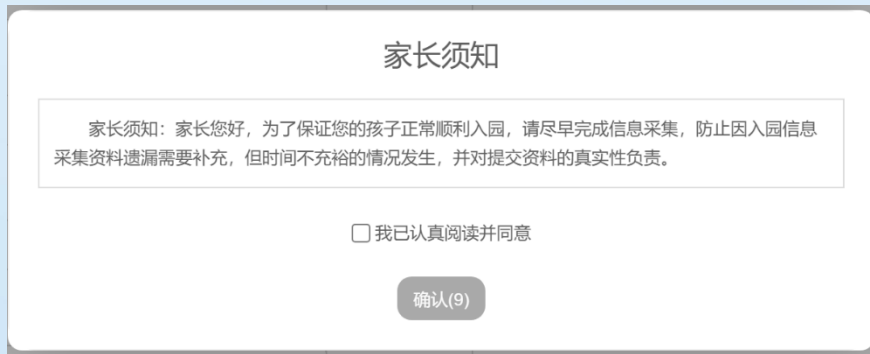 家长须知
家长须知：家长您好，为了保证您的孩子正常顺利入园，请尽早完成信息采集，防止因入园信息
采集资料遗漏需要补充，但时间不充裕的情况发生，并对提交资料的真实性负责。
我已认真阅读并同意
确认(9)